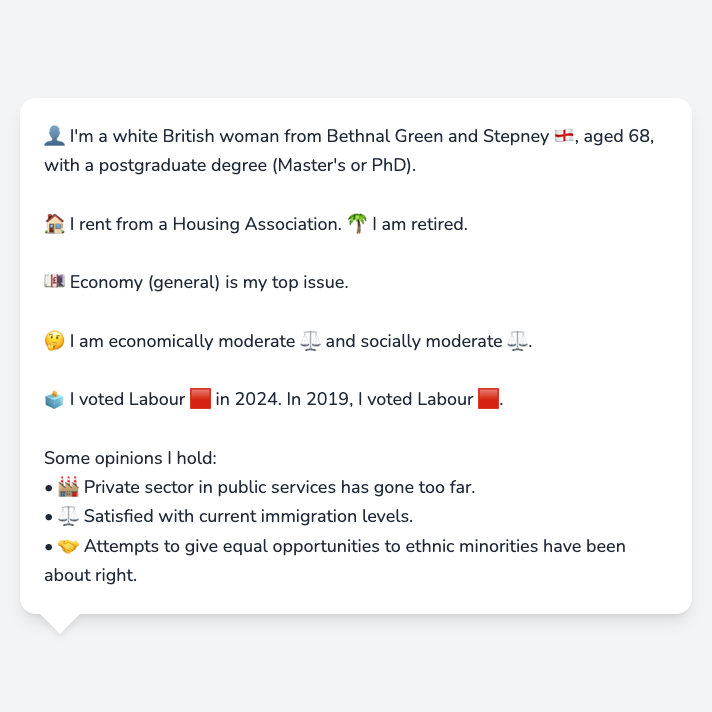 👤 I'm a white British woman from Bethnal Green and Stepney 🏴󠁧󠁢󠁥󠁮󠁧󠁿, aged 68,
with a postgraduate degree (Master's or PhD).
🏠 I rent from a Housing Association. 🌴 I am retired.
💷 Economy (general) is my top issue.
🤔 I am economically moderate ⚖️ and socially moderate ⚖️.
🗳️ I voted Labour 🟥 in 2024. In 2019, I voted Labour 🟥.
Some opinions I hold:
• 🏭 Private sector in public services has gone too far.
• ⚖️ Satisfied with current immigration levels.
• 🤝 Attempts to give equal opportunities to ethnic minorities have been
about right.